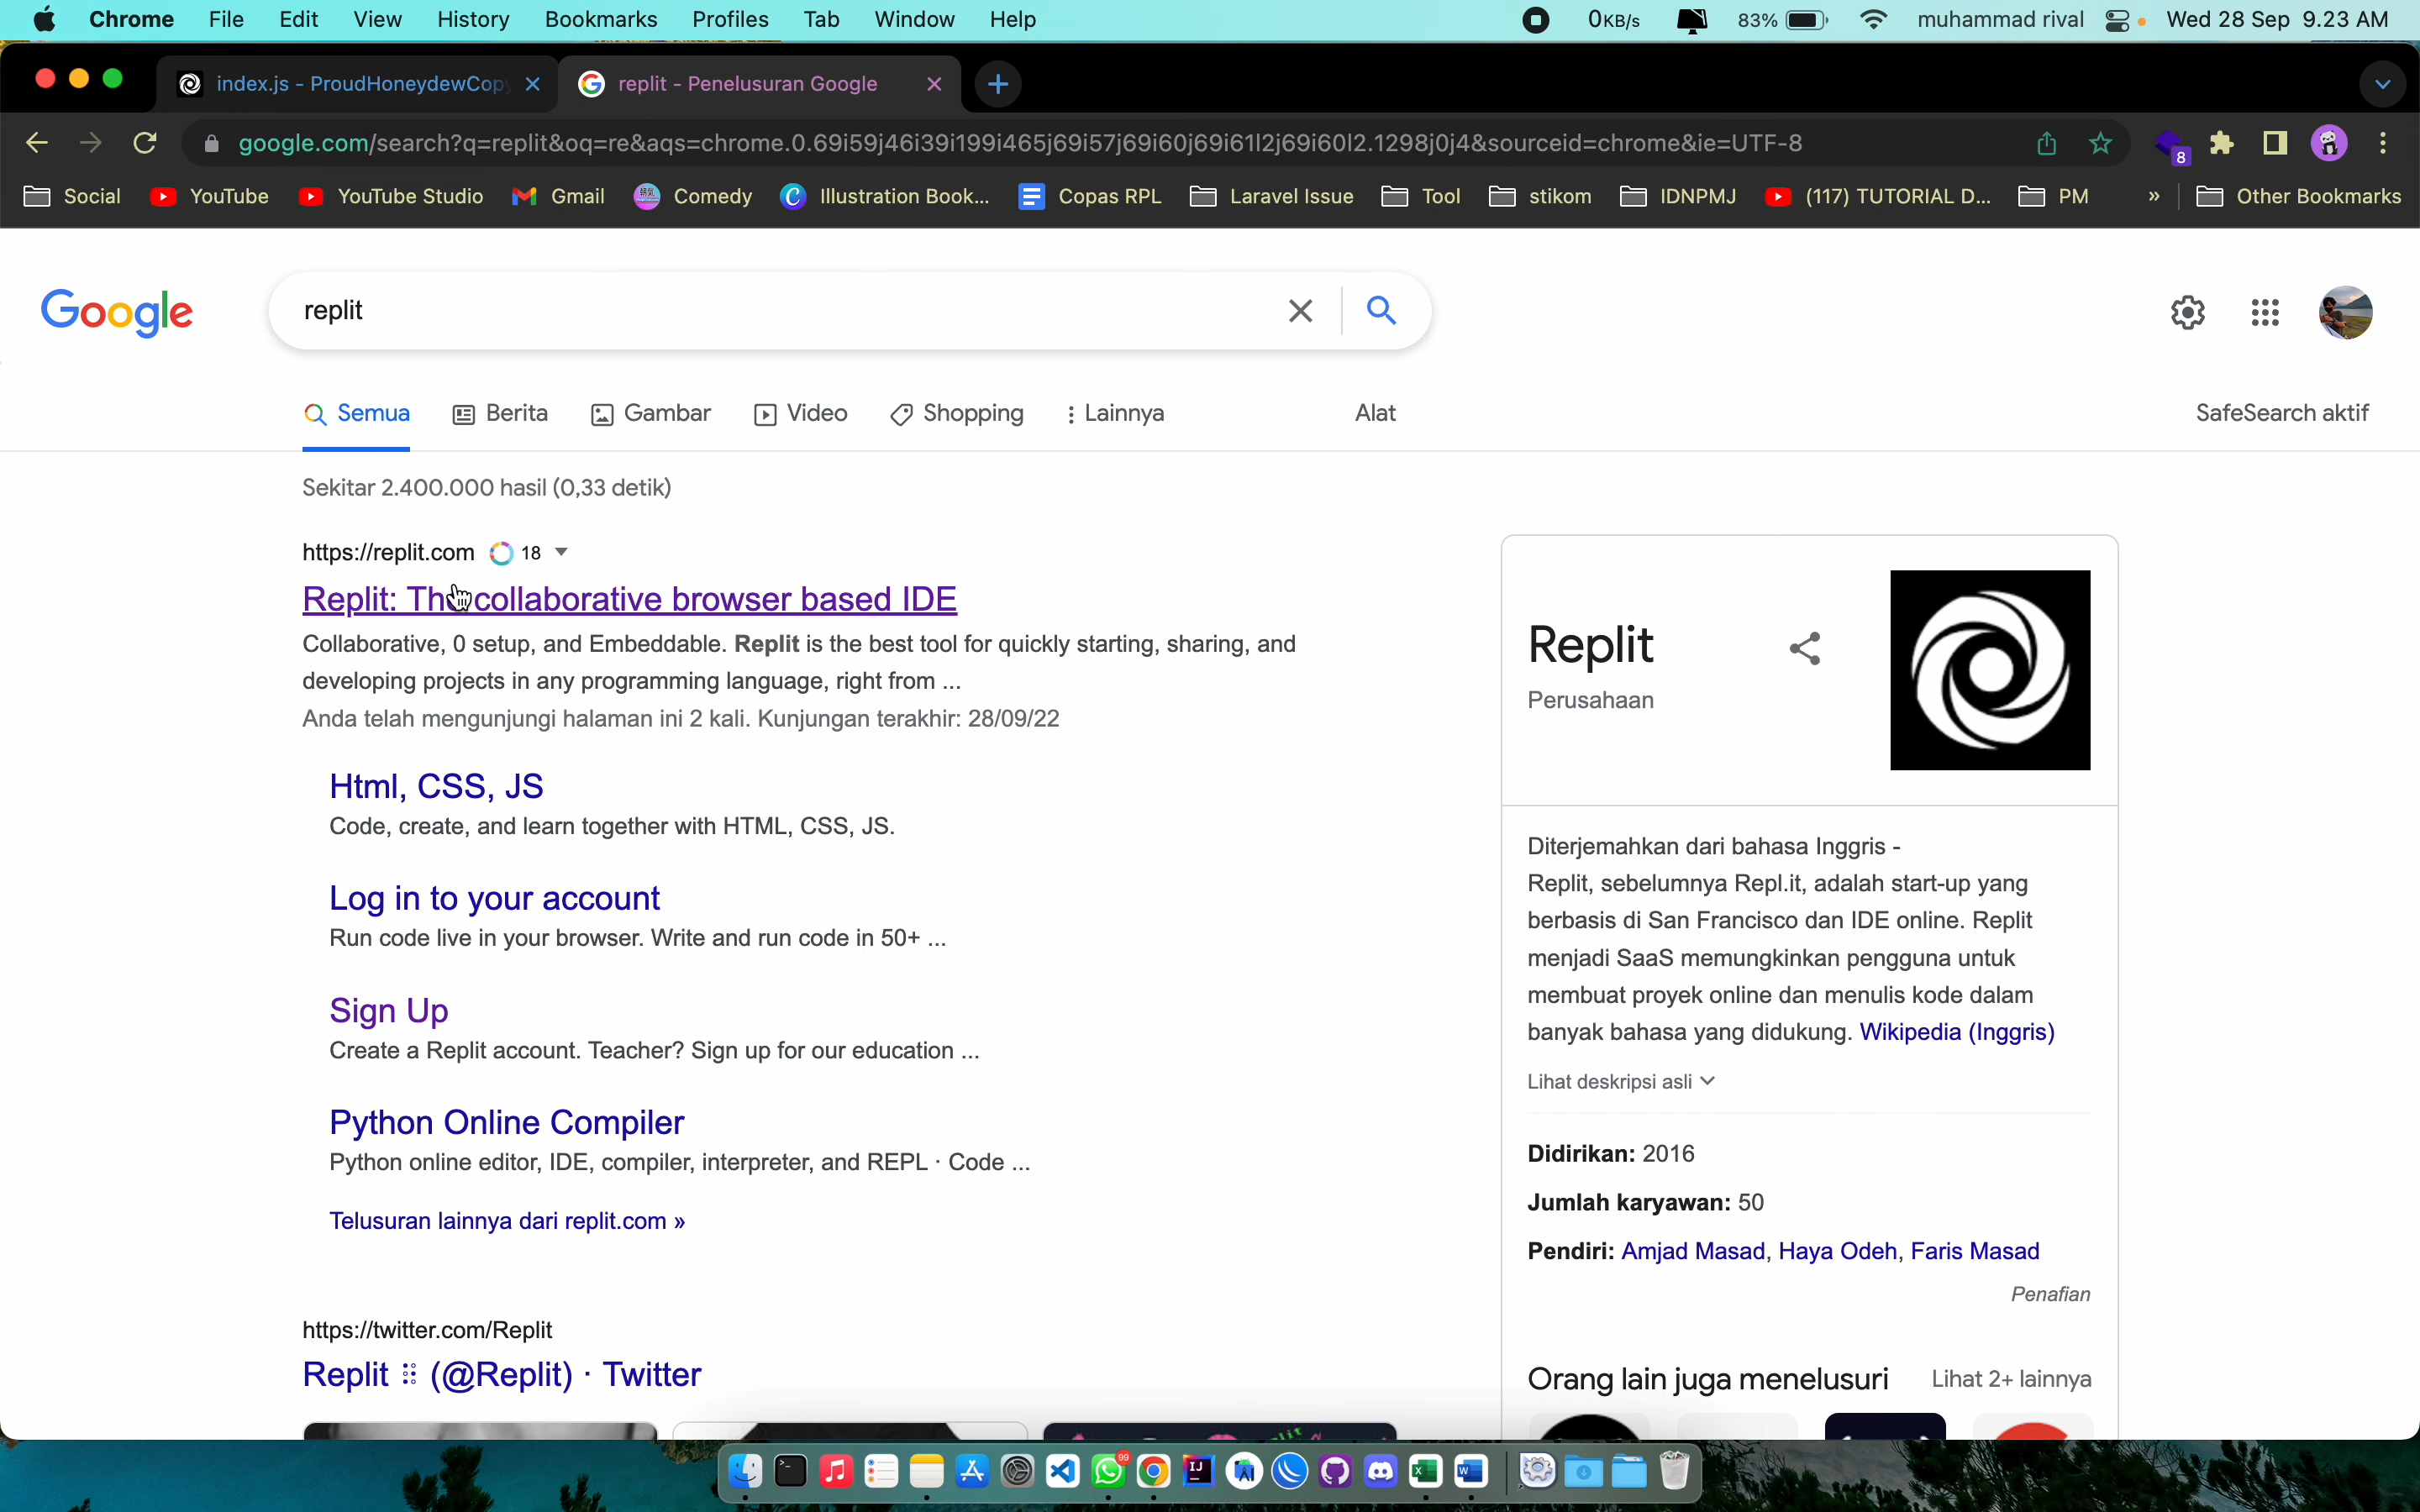 Chrome File Edit View History Bookmarks Profiles Tab Window Help 0KB/s 83% muhammad rival Wed 28 Sep 9.23 AM
index.js - ProudHoneydewCopy replit - Penelusuran Google
google.com/search?q=replit&oq=re&aqs=chrome.0.69i59j46i39i199i465j69i57j69i60j69i61l2j69i60l2.1298j0j4&sourceid=chrome&ie=UTF-8 8
Social YouTube YouTube Studio Gmail Comedy Illustration Book... Copas RPL Laravel Issue Tool stikom IDNPMJ (117) TUTORIAL D... PM » Other Bookmarks
Google replit
Semua Berita Gambar Video Shopping Lainnya Alat SafeSearch aktif
Sekitar 2.400.000 hasil (0,33 detik)
https://replit.com 18
Replit: The collaborative browser based IDE
Collaborative, 0 setup, and Embeddable. Replit is the best tool for quickly starting, sharing, and
developing projects in any programming language, right from ...
Anda telah mengunjungi halaman ini 2 kali. Kunjungan terakhir: 28/09/22
Html, CSS, JS
Code, create, and learn together with HTML, CSS, JS.
Log in to your account
Run code live in your browser. Write and run code in 50+ ...
Sign Up
Create a Replit account. Teacher? Sign up for our education ...
Python Online Compiler
Python online editor, IDE, compiler, interpreter, and REPL · Code ...
Telusuran lainnya dari replit.com »
https://twitter.com/Replit
Replit ⠿ (@Replit) · Twitter
Replit
Perusahaan
Diterjemahkan dari bahasa Inggris -
Replit, sebelumnya Repl.it, adalah start-up yang
berbasis di San Francisco dan IDE online. Replit
menjadi SaaS memungkinkan pengguna untuk
membuat proyek online dan menulis kode dalam
banyak bahasa yang didukung. Wikipedia (Inggris)
Lihat deskripsi asli
Didirikan: 2016
Jumlah karyawan: 50
Pendiri: Amjad Masad, Haya Odeh, Faris Masad
Penafian
Orang lain juga menelusuri Lihat 2+ lainnya
99